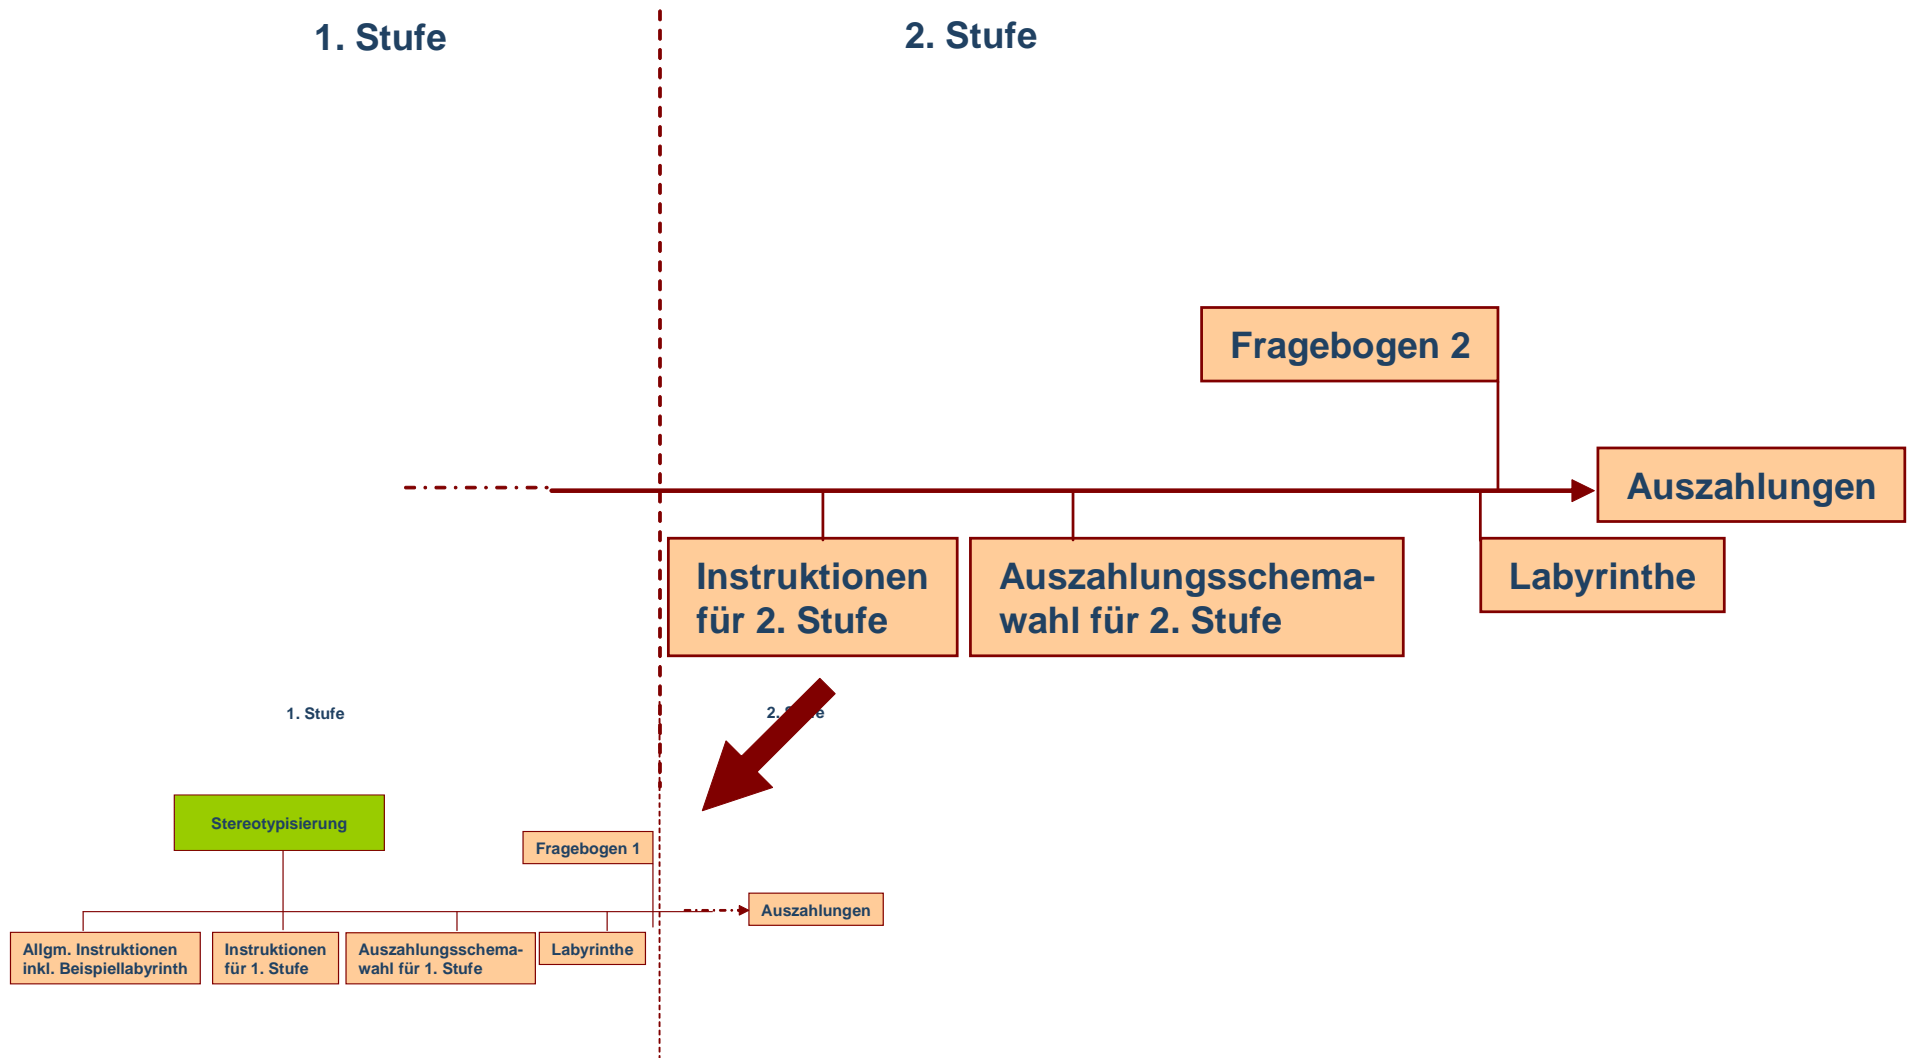 1. Stufe
2. Stufe
Fragebogen 2
Auszahlungen
Instruktionen
für 2. Stufe
Auszahlungsschema-
wahl für 2. Stufe
Labyrinthe
1. Stufe
2.
Stereotypisierung
Fragebogen 1
Auszahlungen
Allgm. Instruktionen
inkl. Beispiellabyrinth
Instruktionen
für 1. Stufe
Auszahlungsschema-
wahl für 1. Stufe
Labyrinthe